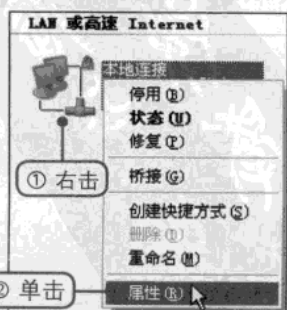 LAN 或高速 Internet
本地连接
停用(B)
状态(U)
修复(P)
① 右击
桥接(G)
创建快捷方式(S)
删除(D)
重命名(M)
② 单击
属性(R)